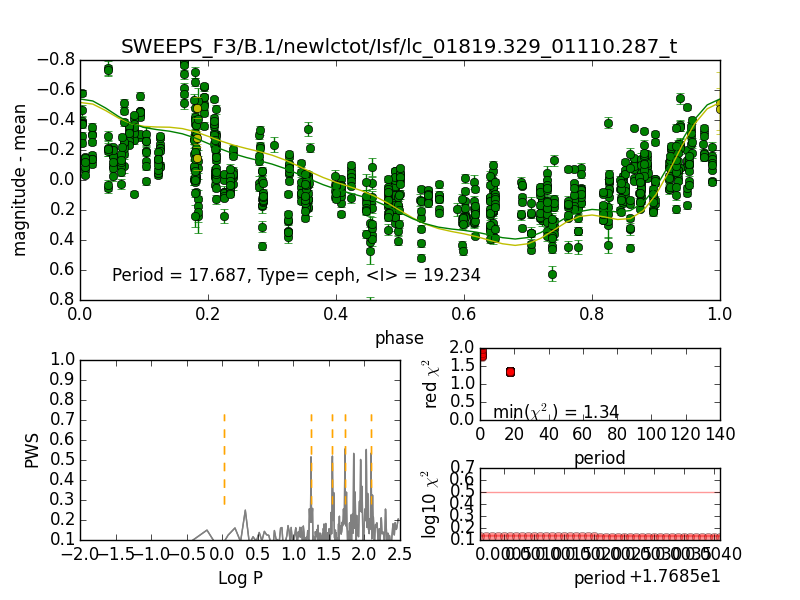 SWEEPS_F3/B.1/newlctot/Isf/lc_01819.329_01110.287_t
−0.8
−0.6
−0.4
−0.2
0.0
0.2
0.4
0.6
0.8
magnitude - mean
Period = 17.687, Type= ceph, <I> = 19.234
0.0 0.2 0.4 0.6 0.8 1.0
phase
1.0
0.9
0.8
0.7
0.6
0.5
0.4
0.3
0.2
0.1
PWS
−2.0 −1.5 −1.0 −0.5 0.0 0.5 1.0 1.5 2.0 2.5
Log P
2.0
1.5
1.0
0.5
0.0
red χ²
min(χ²) = 1.34
0 20 40 60 80 100 120 140
period
0.7
0.6
0.5
0.4
0.3
0.2
0.1
log10 χ²
period
+1.7685e1